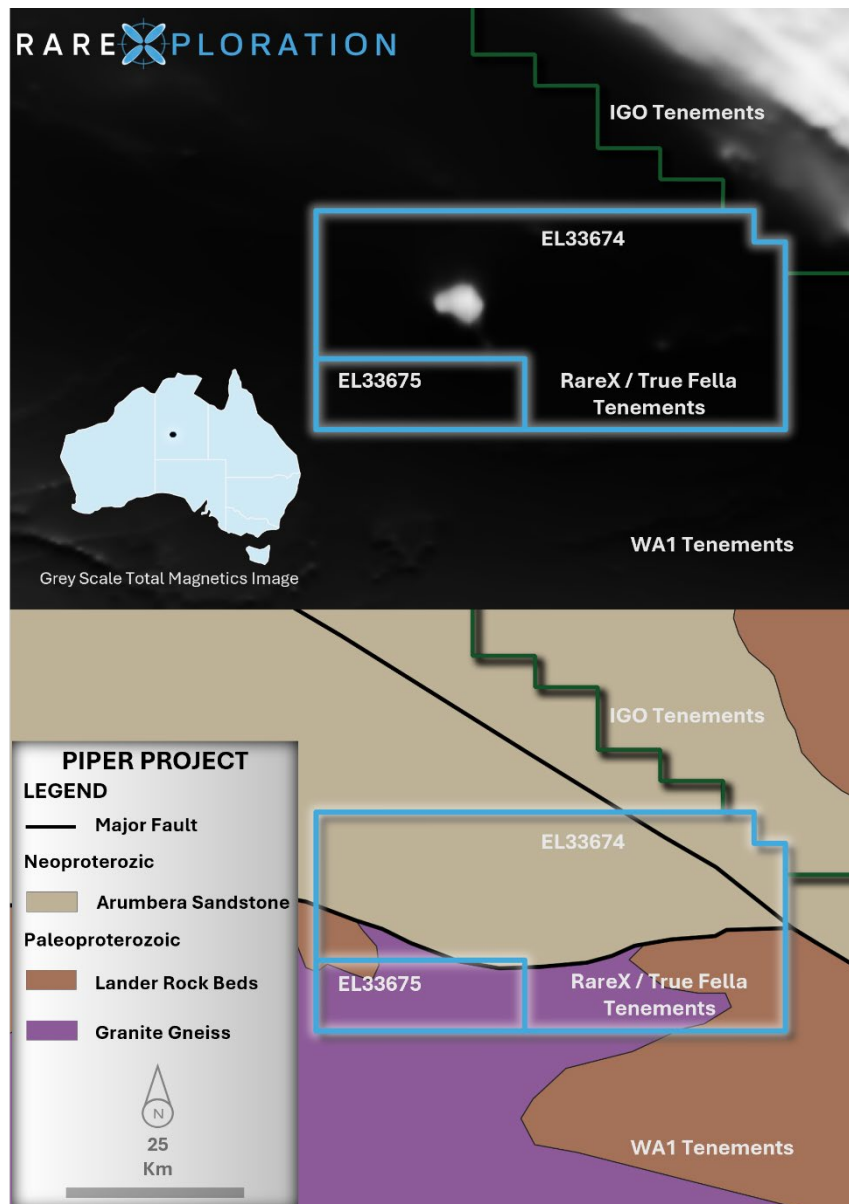 RAREXPLORATION
IGO Tenements
EL33674
EL33675
RareX / True Fella
Tenements
WA1 Tenements
Grey Scale Total Magnetics Image
IGO Tenements
PIPER PROJECT
LEGEND
Major Fault
Neoproterozic
Arumbera Sandstone
Paleoproterozoic
Lander Rock Beds
Granite Gneiss
N
25
Km
EL33674
EL33675
RareX / True Fella
Tenements
WA1 Tenements